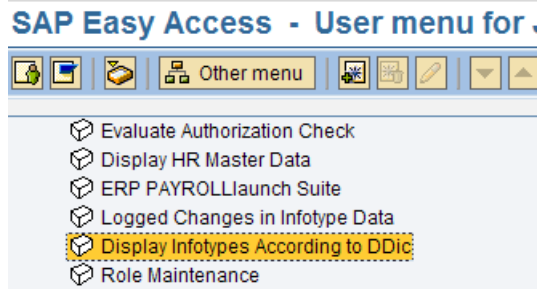 SAP Easy Access - User menu for
Other menu
Evaluate Authorization Check
Display HR Master Data
ERP PAYROLLlaunch Suite
Logged Changes in Infotype Data
Display Infotypes According to DDic
Role Maintenance